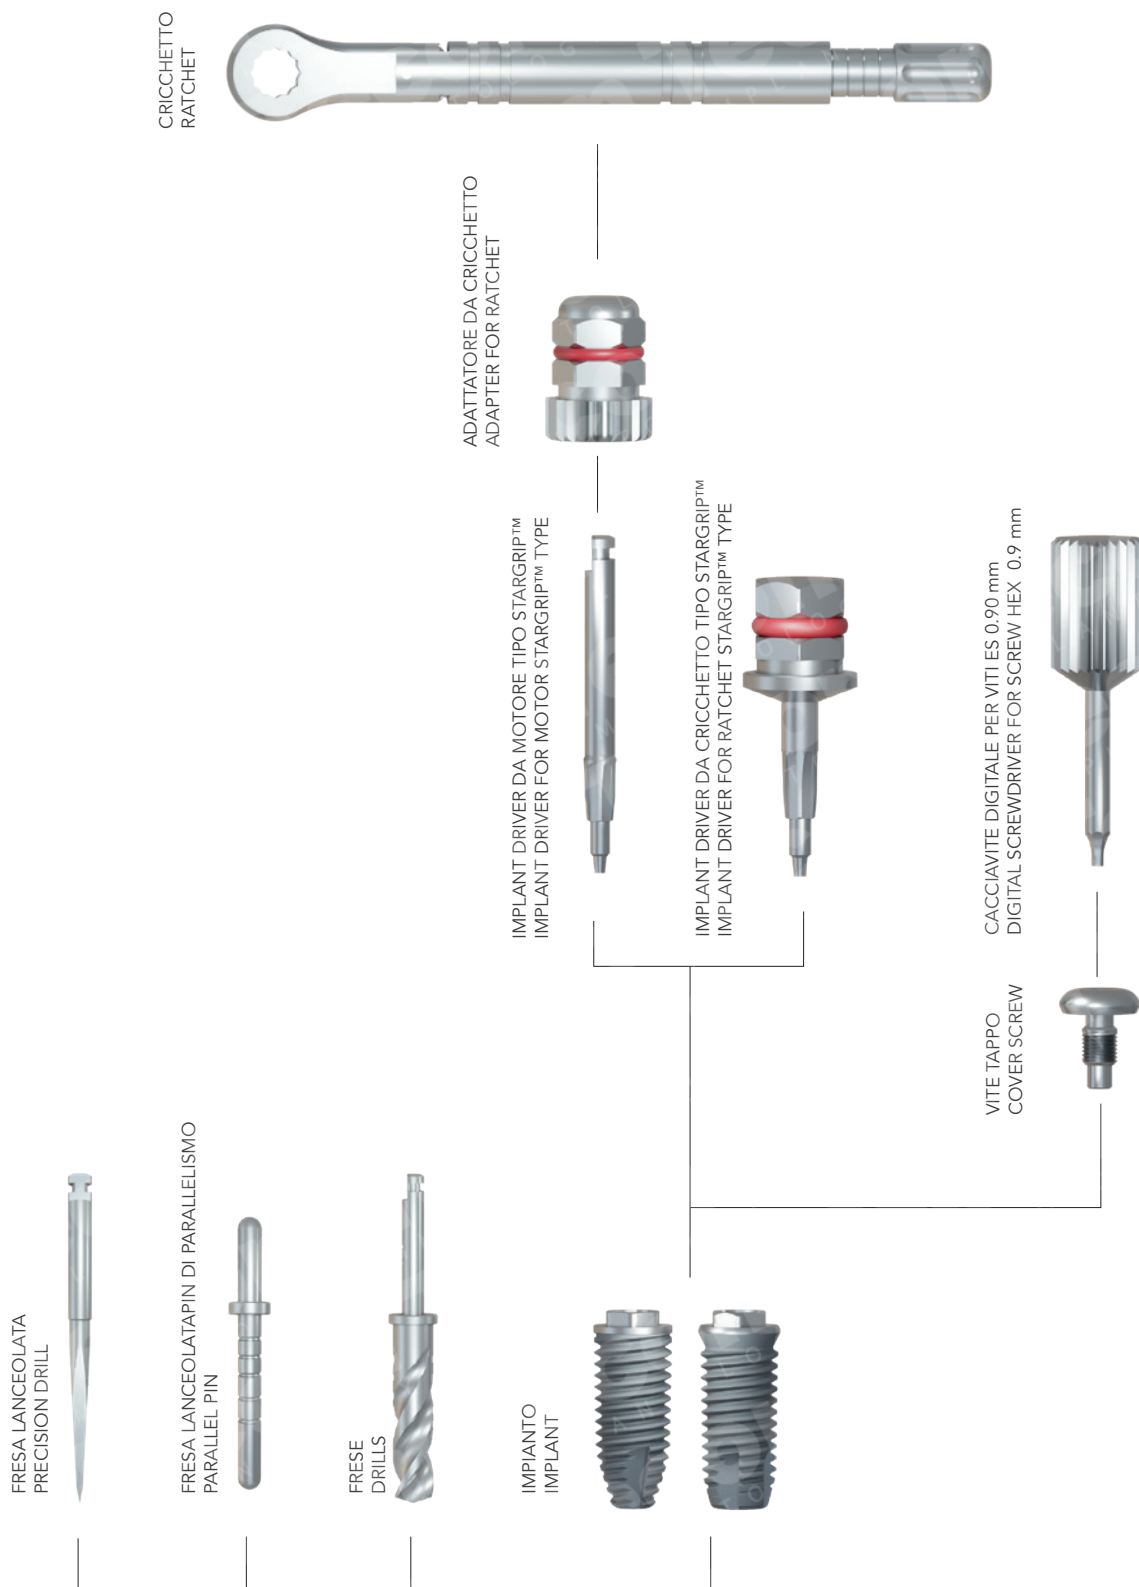 CRICCHETTO
RATCHET
ADATTATORE DA CRICCHETTO
ADAPTER FOR RATCHET
IMPLANT DRIVER DA MOTORE TIPO STARGRIP™
IMPLANT DRIVER FOR MOTOR STARGRIP™ TYPE
IMPLANT DRIVER DA CRICCHETTO TIPO STARGRIP™
IMPLANT DRIVER FOR RATCHET STARGRIP™ TYPE
CACCIAVITE DIGITALE PER VITI ES 0.90 mm
DIGITAL SCREWDRIVER FOR SCREW HEX 0.9 mm
VITE TAPPO
COVER SCREW
FRESA LANCEOLATA
PRECISION DRILL
FRESA LANCEOLATAPIN DI PARALLELISMO
PARALLEL PIN
FRESE
DRILLS
IMPIANTO
IMPLANT